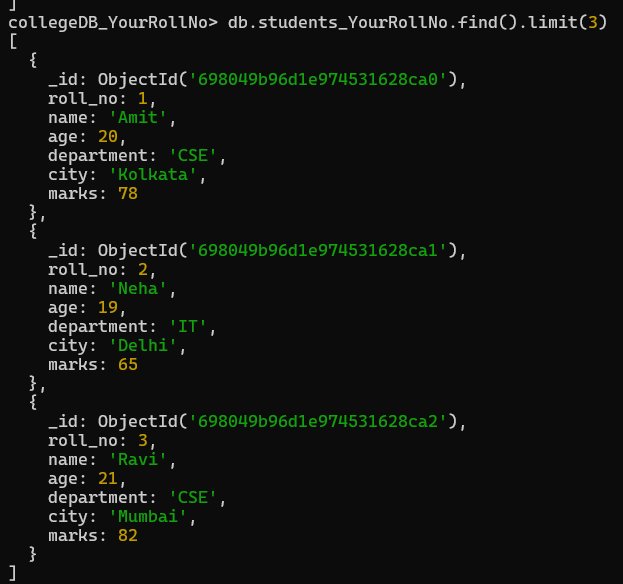 ]
collegeDB_YourRollNo> db.students_YourRollNo.find().limit(3)
[
  {
    _id: ObjectId('698049b96d1e974531628ca0'),
    roll_no: 1,
    name: 'Amit',
    age: 20,
    department: 'CSE',
    city: 'Kolkata',
    marks: 78
  },
  {
    _id: ObjectId('698049b96d1e974531628ca1'),
    roll_no: 2,
    name: 'Neha',
    age: 19,
    department: 'IT',
    city: 'Delhi',
    marks: 65
  },
  {
    _id: ObjectId('698049b96d1e974531628ca2'),
    roll_no: 3,
    name: 'Ravi',
    age: 21,
    department: 'CSE',
    city: 'Mumbai',
    marks: 82
  }
]